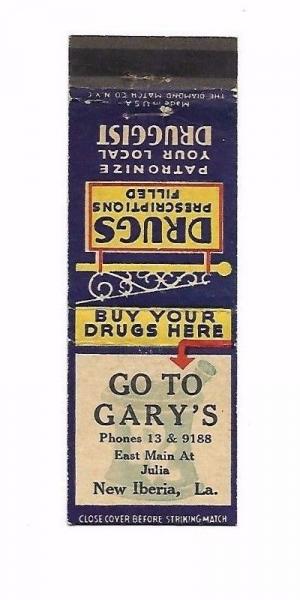 Made in U.S.A.
THE DIAMOND MATCH CO. N.Y.C.
PATRONIZE
YOUR LOCAL
DRUGGIST
DRUGS
PRESCRIPTIONS
FILLED
BUY YOUR
DRUGS HERE
GO TO
GARY'S
Phones 13 & 9188
East Main At
Julia
New Iberia, La.
CLOSE COVER BEFORE STRIKING MATCH